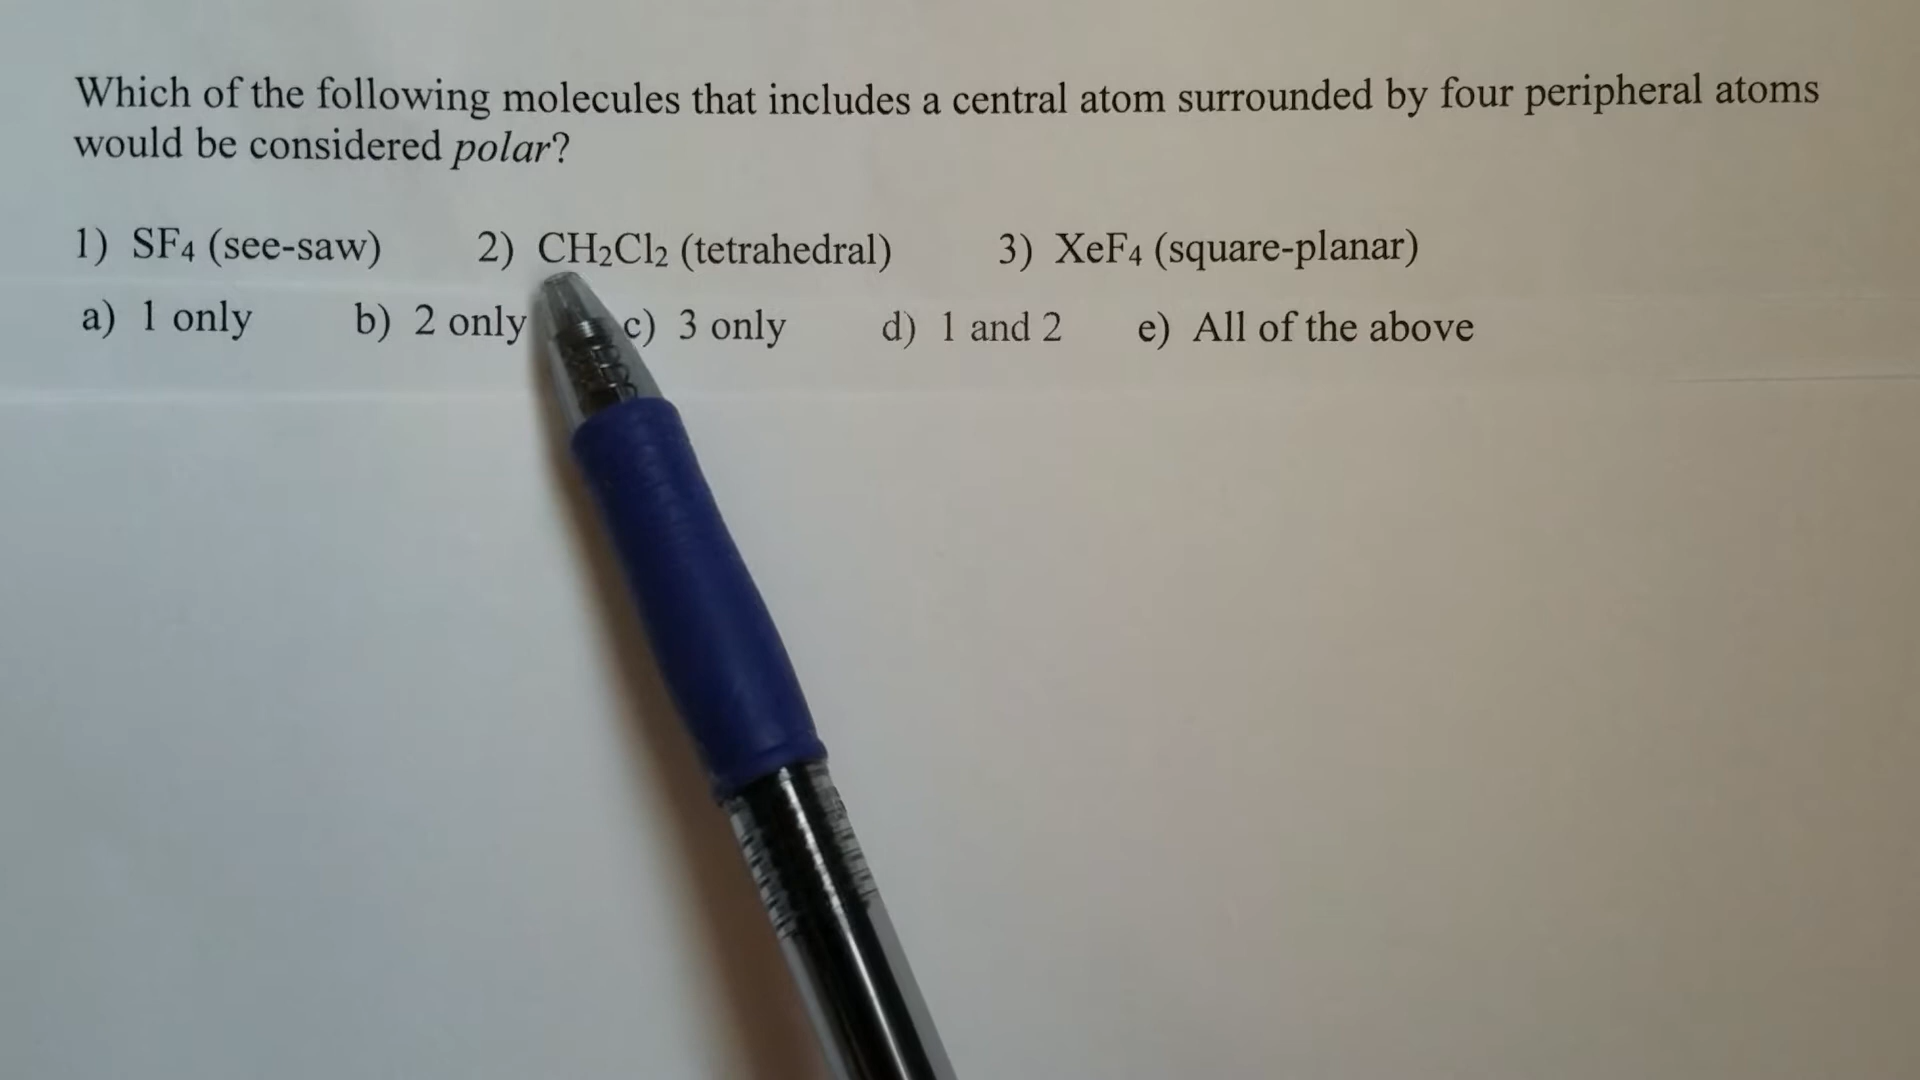 Which of the following molecules that includes a central atom surrounded by four peripheral atoms
would be considered polar?
1) SF₄ (see-saw) 2) CH₂Cl₂ (tetrahedral) 3) XeF₄ (square-planar)
a) 1 only b) 2 only c) 3 only d) 1 and 2 e) All of the above